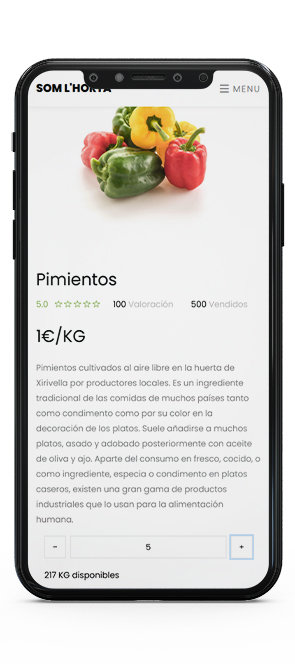 SOM L'HORTA
☰ MENU
Pimientos
5,0 ☆☆☆☆☆ 100 Valoración 500 Vendidos
1€/KG
Pimientos cultivados al aire libre en la huerta de
Xirivella por productores locales. Es un ingrediente
tradicional de las comidas de muchos países tanto
como condimento como por su color en la
decoración de los platos. Suele añadirse a muchos
platos, asado y adobado posteriormente con aceite
de oliva y ajo. Aparte del consumo en fresco, cocido, o
como ingrediente, especia o condimento en platos
caseros, existen una gran gama de productos
industriales que lo usan para la alimentación
humana.
- 5 +
217 KG disponibles